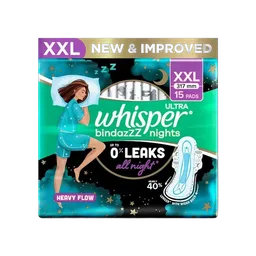 XXL NEW & IMPROVED
XXL
317 mm
15 PADS
ULTRA
whisper®
bindazzZ nights
UP TO
0% LEAKS
all night*
HEAVY FLOW
40%